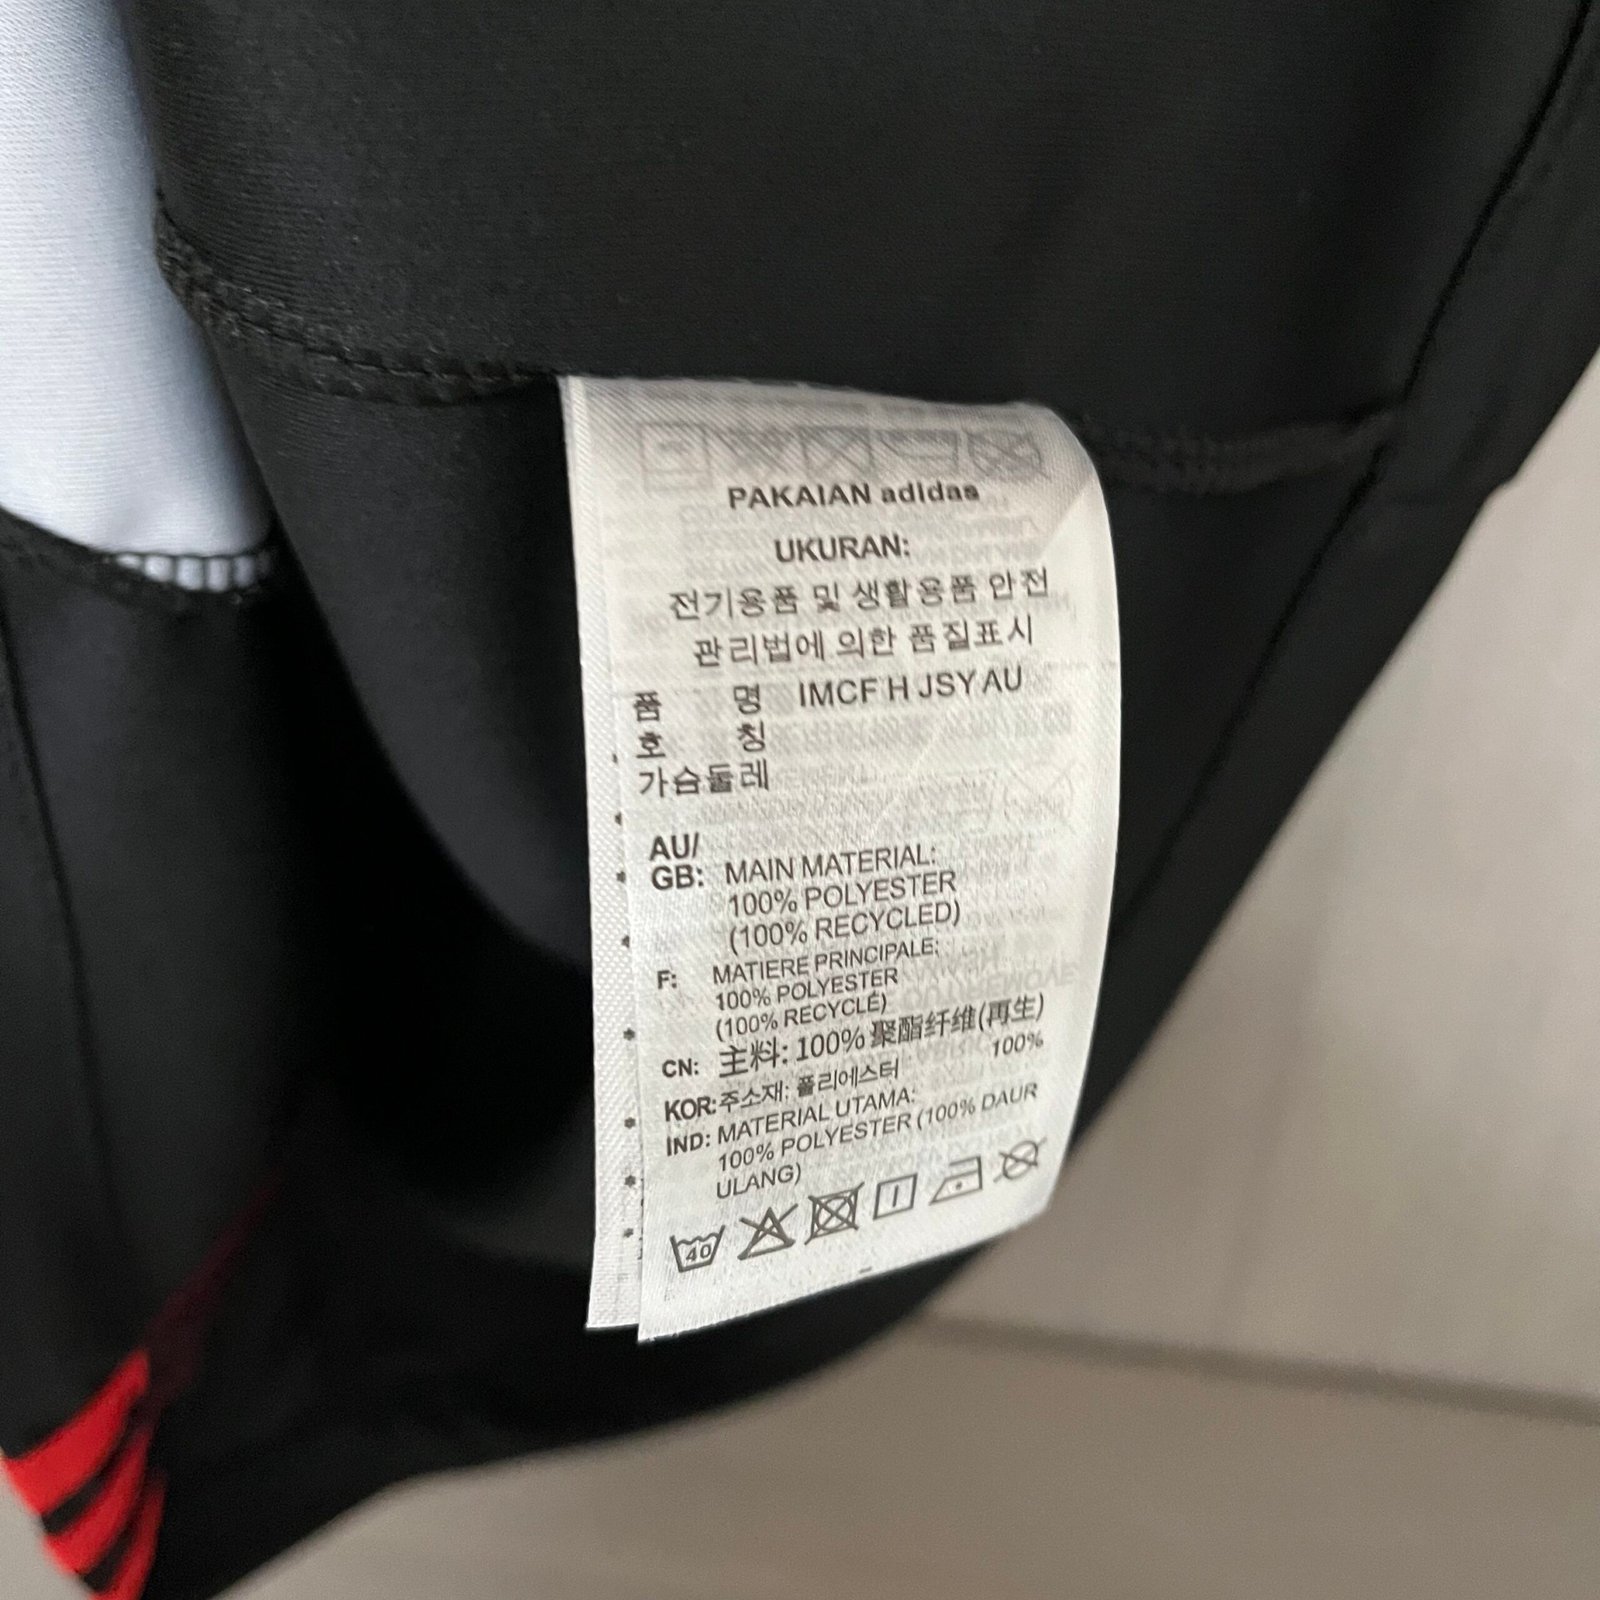 PAKAIAN adidas
UKURAN:
전기용품 및 생활용품 안전
관리법에 의한 품질표시
품 명 IMCF H JSY AU
호 칭
가슴둘레
AU/
GB: MAIN MATERIAL:
100% POLYESTER
(100% RECYCLED)
F: MATIERE PRINCIPALE:
100% POLYESTER
(100% RECYCLÉ)
CN: 主料: 100% 聚酯纤维(再生)
KOR: 주소재: 폴리에스터 100%
IND: MATERIAL UTAMA:
100% POLYESTER (100% DAUR
ULANG)
40